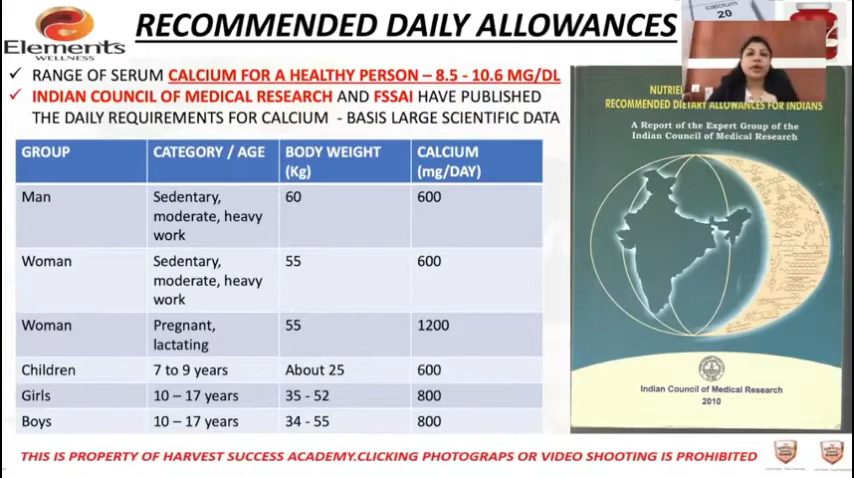 Elements
WELLNESS
RECOMMENDED DAILY ALLOWANCES
calcium
20
✓ RANGE OF SERUM CALCIUM FOR A HEALTHY PERSON – 8.5 - 10.6 MG/DL
✓ INDIAN COUNCIL OF MEDICAL RESEARCH AND FSSAI HAVE PUBLISHED
THE DAILY REQUIREMENTS FOR CALCIUM - BASIS LARGE SCIENTIFIC DATA
GROUP CATEGORY / AGE BODY WEIGHT (Kg) CALCIUM (mg/DAY)
Man Sedentary, moderate, heavy work 60 600
Woman Sedentary, moderate, heavy work 55 600
Woman Pregnant, lactating 55 1200
Children 7 to 9 years About 25 600
Girls 10 – 17 years 35 - 52 800
Boys 10 – 17 years 34 - 55 800
RECOMMENDED DIETARY ALLOWANCES FOR INDIANS
A Report of the Expert Group of the
Indian Council of Medical Research
Indian Council of Medical Research
2010
THIS IS PROPERTY OF HARVEST SUCCESS ACADEMY.CLICKING PHOTOGRAPS OR VIDEO SHOOTING IS PROHIBITED